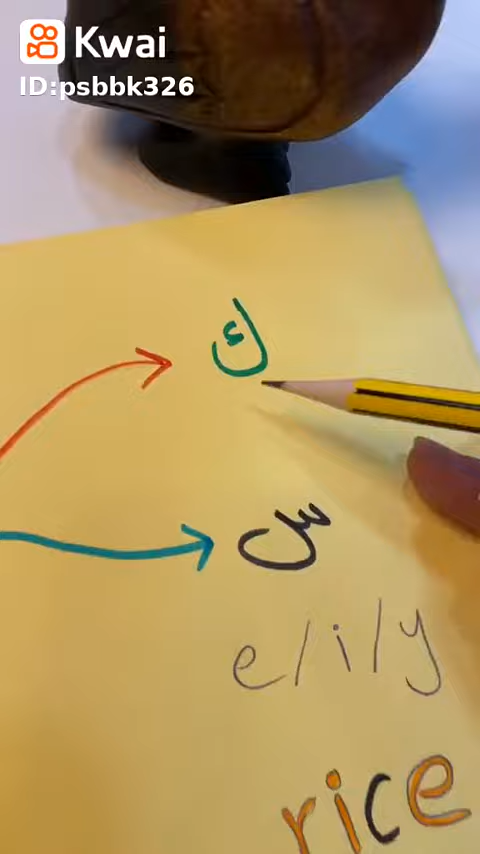 Kwai
ID:psbbk326
ك
س
e/i/y
rice